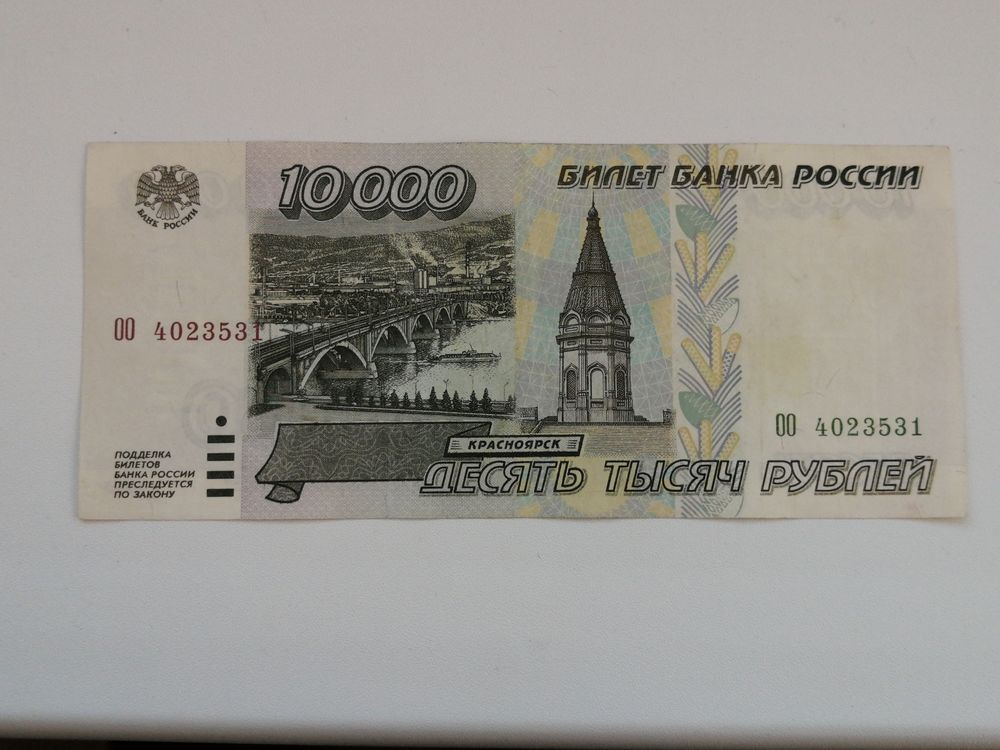 10 000
БИЛЕТ БАНКА РОССИИ
БАНК РОССИИ
ОО 4023531
ОО 4023531
КРАСНОЯРСК
ПОДДЕЛКА
БИЛЕТОВ
БАНКА РОССИИ
ПРЕСЛЕДУЕТСЯ
ПО ЗАКОНУ
ДЕСЯТЬ ТЫСЯЧ РУБЛЕЙ